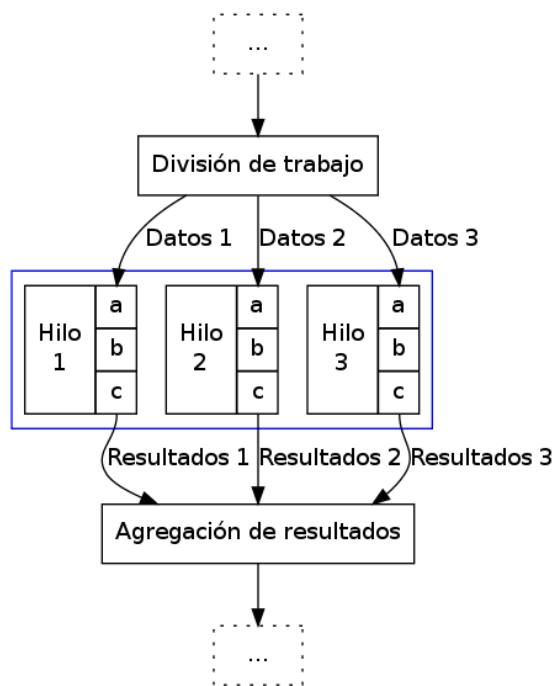 ...
División de trabajo
Datos 1
Datos 2
Datos 3
Hilo
1
a
b
c
Hilo
2
a
b
c
Hilo
3
a
b
c
Resultados 1
Resultados 2
Resultados 3
Agregación de resultados
...